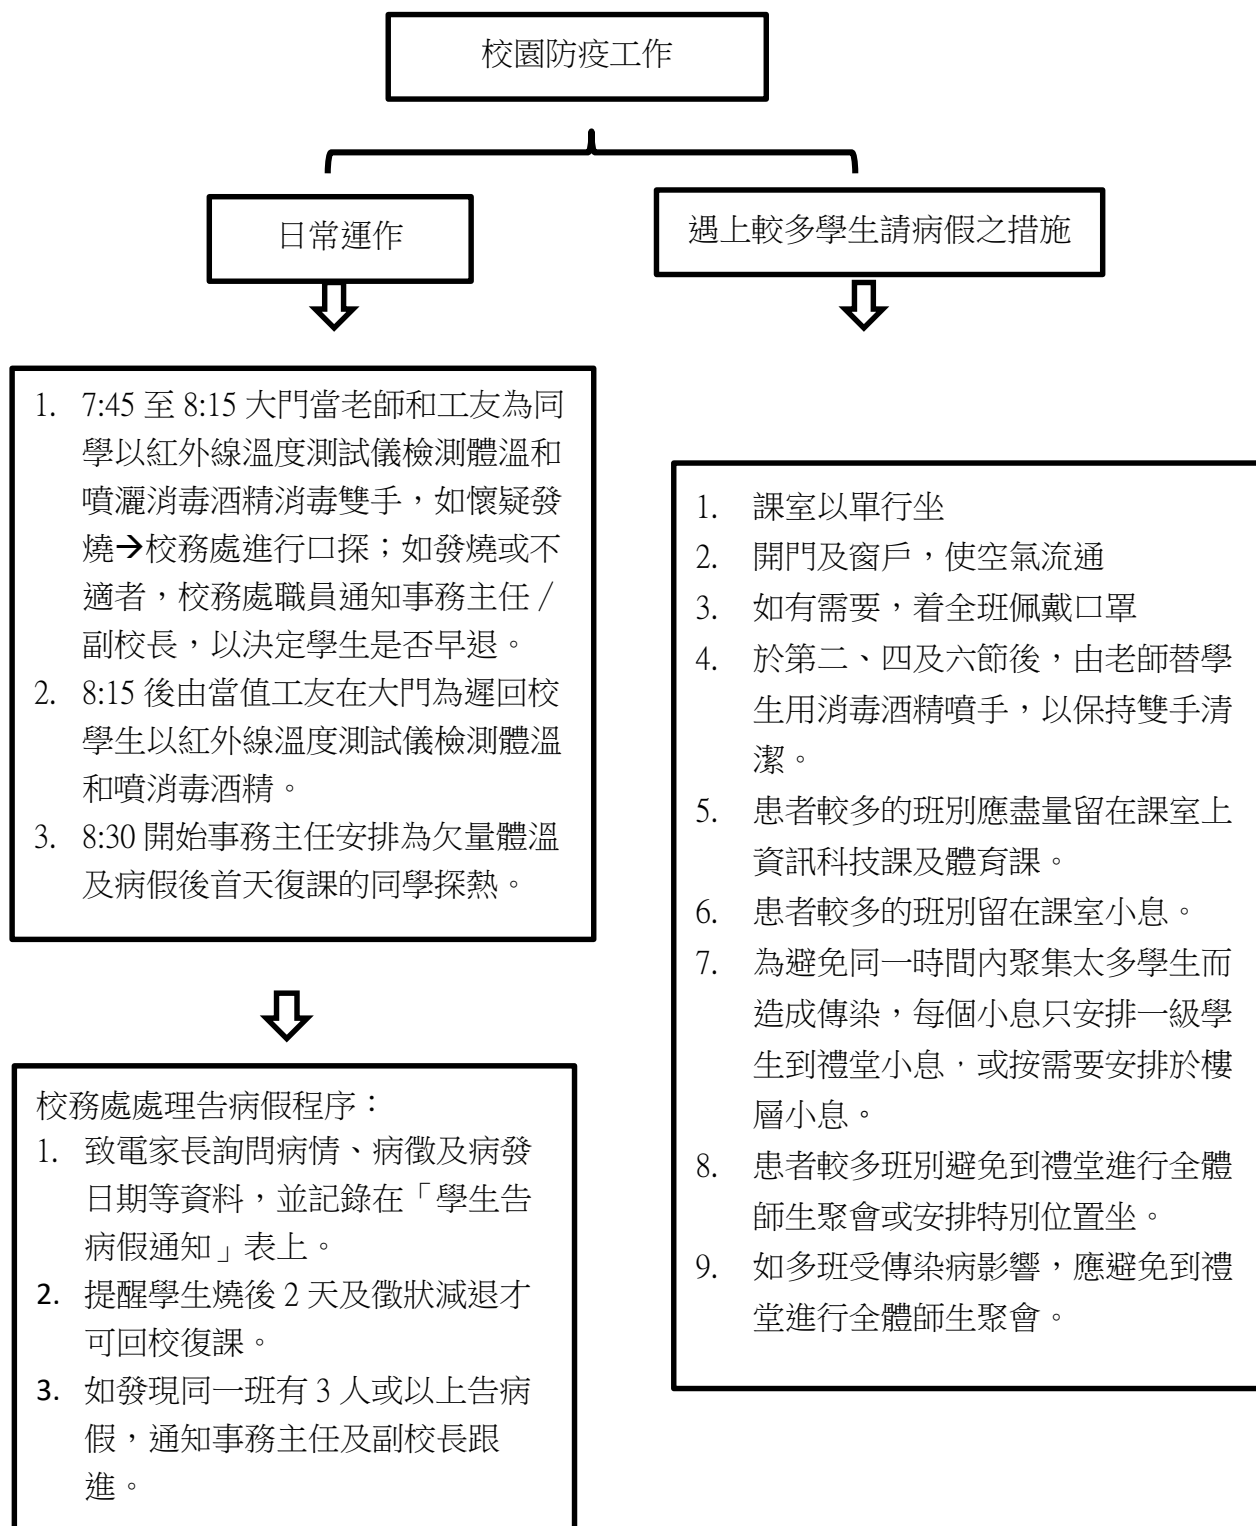 校園防疫工作
日常運作
遇上較多學生請病假之措施
1. 7:45 至 8:15 大門當老師和工友為同
學以紅外線溫度測試儀檢測體溫和
噴灑消毒酒精消毒雙手，如懷疑發
燒→校務處進行口探；如發燒或不
適者，校務處職員通知事務主任／
副校長，以決定學生是否早退。
2. 8:15 後由當值工友在大門為遲回校
學生以紅外線溫度測試儀檢測體溫
和噴消毒酒精。
3. 8:30 開始事務主任安排為欠量體溫
及病假後首天復課的同學探熱。
校務處處理告病假程序：
1. 致電家長詢問病情、病徵及病發
日期等資料，並記錄在「學生告
病假通知」表上。
2. 提醒學生燒後 2 天及徵狀減退才
可回校復課。
3. 如發現同一班有 3 人或以上告病
假，通知事務主任及副校長跟
進。
1. 課室以單行坐
2. 開門及窗戶，使空氣流通
3. 如有需要，着全班佩戴口罩
4. 於第二、四及六節後，由老師替學
生用消毒酒精噴手，以保持雙手清
潔。
5. 患者較多的班別應盡量留在課室上
資訊科技課及體育課。
6. 患者較多的班別留在課室小息。
7. 為避免同一時間內聚集太多學生而
造成傳染，每個小息只安排一級學
生到禮堂小息，或按需要安排於樓
層小息。
8. 患者較多班別避免到禮堂進行全體
師生聚會或安排特別位置坐。
9. 如多班受傳染病影響，應避免到禮
堂進行全體師生聚會。